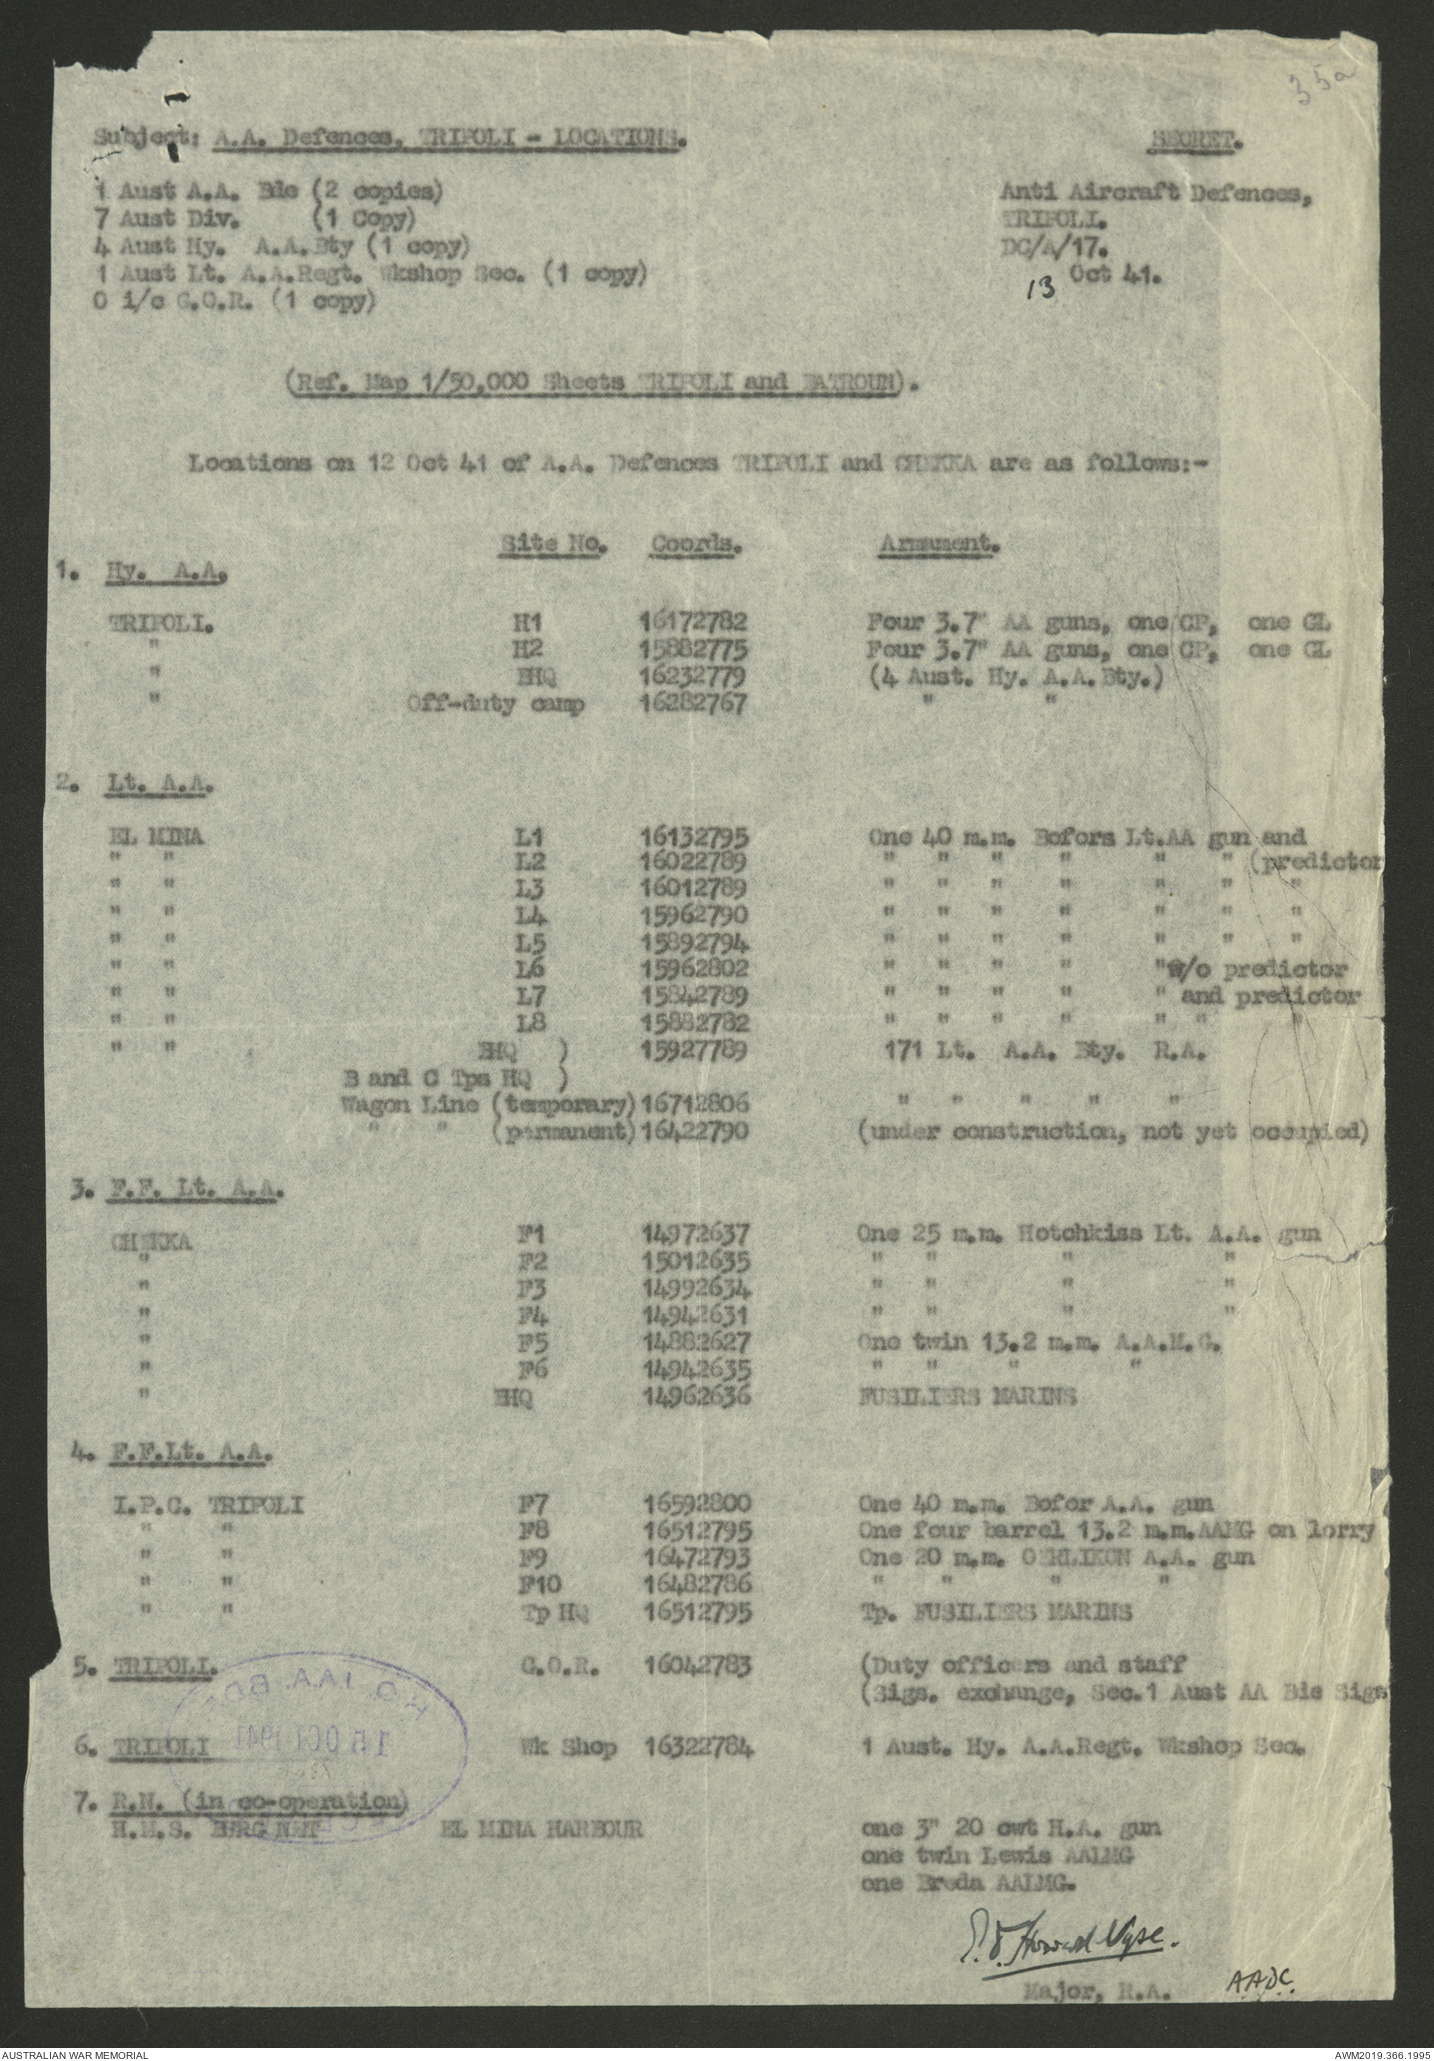 35a
Subject: A.A. Defences, TRIPOLI - LOCATIONS. SECRET.
1 Aust A.A. Bde (2 copies) Anti Aircraft Defences,
7 Aust Div. (1 Copy) TRIPOLI.
4 Aust Hy. A.A.Bty (1 copy) DC/A/17.
1 Aust Lt. A.A.Regt. Wkshop Sec. (1 copy) 13 Oct 41.
O i/c G.O.R. (1 copy)
(Ref. Map 1/50,000 Sheets TRIPOLI and BATROUN).
Locations on 12 Oct 41 of A.A. Defences TRIPOLI and CHEKKA are as follows:-
Site No. Coords. Armament.
1. Hy. A.A.
TRIPOLI. H1 16172782 Four 3.7" AA guns, one CP, one GL
" H2 15882775 Four 3.7" AA guns, one CP, one GL
" BHQ 16232779 (4 Aust. Hy. A.A.Bty.)
" Off-duty camp 16282767 " "
2. Lt. A.A.
EL MINA L1 16132795 One 40 m.m. Bofors Lt.AA gun and
" " L2 16022789 " " " " " " (predictor
" " L3 16012789 " " " " " " "
" " L4 15962790 " " " " " " "
" " L5 15892794 " " " " " " "
" " L6 15962802 " " " " " w/o predictor
" " L7 15842789 " " " " " and predictor
" " L8 15882782 " " " " " " "
" " BHQ ) 15927789 171 Lt. A.A. Bty. R.A.
B and C Tps HQ )
Wagon Line (temporary) 16712806 " " " " "
" " (permanent) 16422790 (under construction, not yet occupied)
3. F.F. Lt. A.A.
CHEKKA F1 14972637 One 25 m.m. Hotchkiss Lt. A.A. gun
" F2 15012635 " " " "
" F3 14992634 " " " "
" F4 14942631 " " " "
" F5 14882627 One twin 13.2 m.m. A.A.M.G.
" F6 14942635 " " " "
" BHQ 14962636 FUSILIERS MARINS
4. F.F.Lt. A.A.
I.P.C. TRIPOLI F7 16592800 One 40 m.m. Bofor A.A. gun
" " F8 16512795 One four barrel 13.2 m.m.AAMG on lorry
" " F9 16472793 One 20 m.m. OERLIKON A.A. gun
" " F10 16482786 " " " "
" " Tp HQ 16512795 Tp. FUSILIERS MARINS
5. TRIPOLI. G.O.R. 16042783 (Duty officers and staff
(Sigs. exchange, Sec.1 Aust AA Bde Sigs
6. TRIPOLI Wk Shop 16322784 1 Aust. Hy. A.A.Regt. Wkshop Sec.
7. R.N. (in co-operation)
H.Q. 1 A.A. BDE
15 OCT 1941
H.M.S. EL MINA HARBOUR one 3" 20 cwt H.A. gun
one twin Lewis AALMG
one Breda AALMG.
Howard-Vyse.
Major, R.A. A.A.D.C.
AUSTRALIAN WAR MEMORIAL AWM2019.366.1995